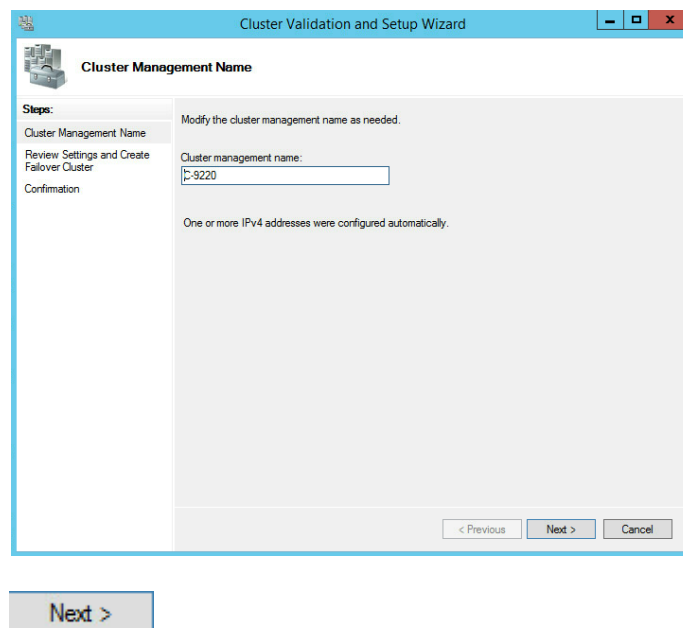 Cluster Validation and Setup Wizard
Cluster Management Name
Steps:
Cluster Management Name
Review Settings and Create
Failover Cluster
Confirmation
Modify the cluster management name as needed.
Cluster management name:
C-9220
One or more IPv4 addresses were configured automatically.
< Previous
Next >
Cancel
Next >